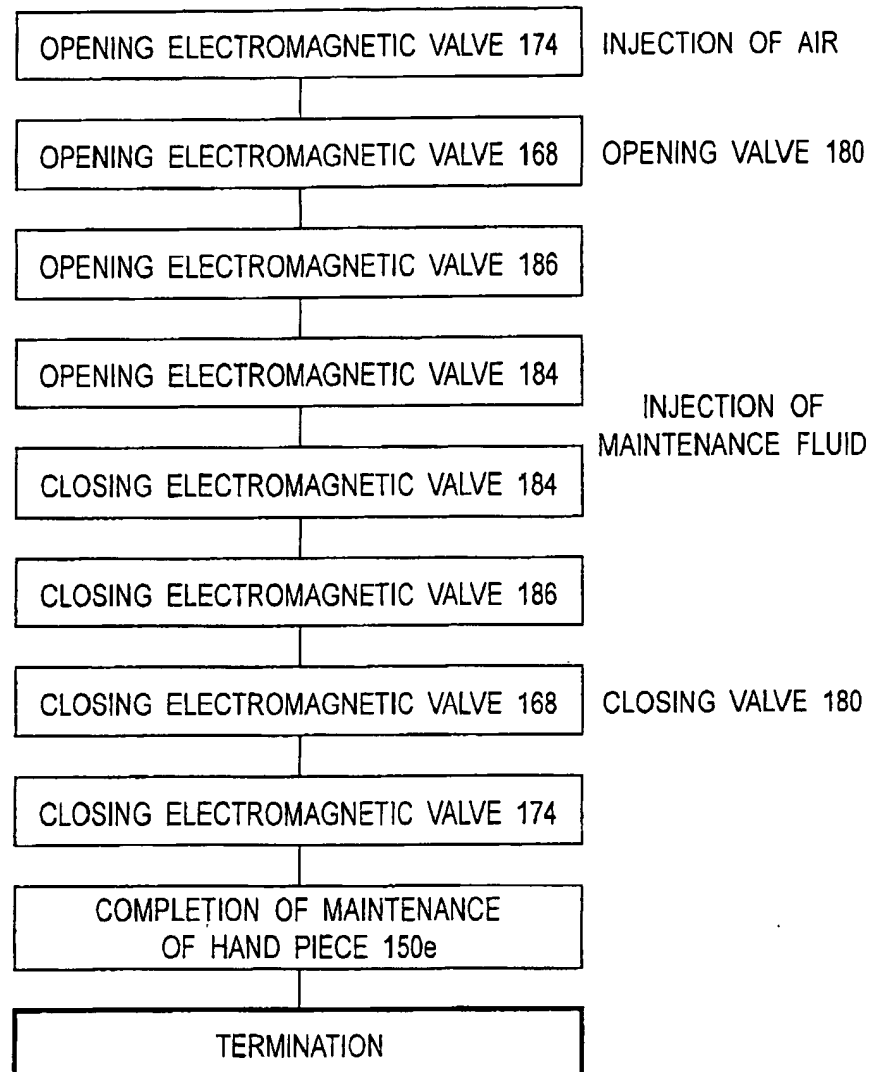 OPENING ELECTROMAGNETIC VALVE 174
INJECTION OF AIR
OPENING ELECTROMAGNETIC VALVE 168
OPENING VALVE 180
OPENING ELECTROMAGNETIC VALVE 186
OPENING ELECTROMAGNETIC VALVE 184
INJECTION OF
MAINTENANCE FLUID
CLOSING ELECTROMAGNETIC VALVE 184
CLOSING ELECTROMAGNETIC VALVE 186
CLOSING ELECTROMAGNETIC VALVE 168
CLOSING VALVE 180
CLOSING ELECTROMAGNETIC VALVE 174
COMPLETION OF MAINTENANCE
OF HAND PIECE 150e
TERMINATION